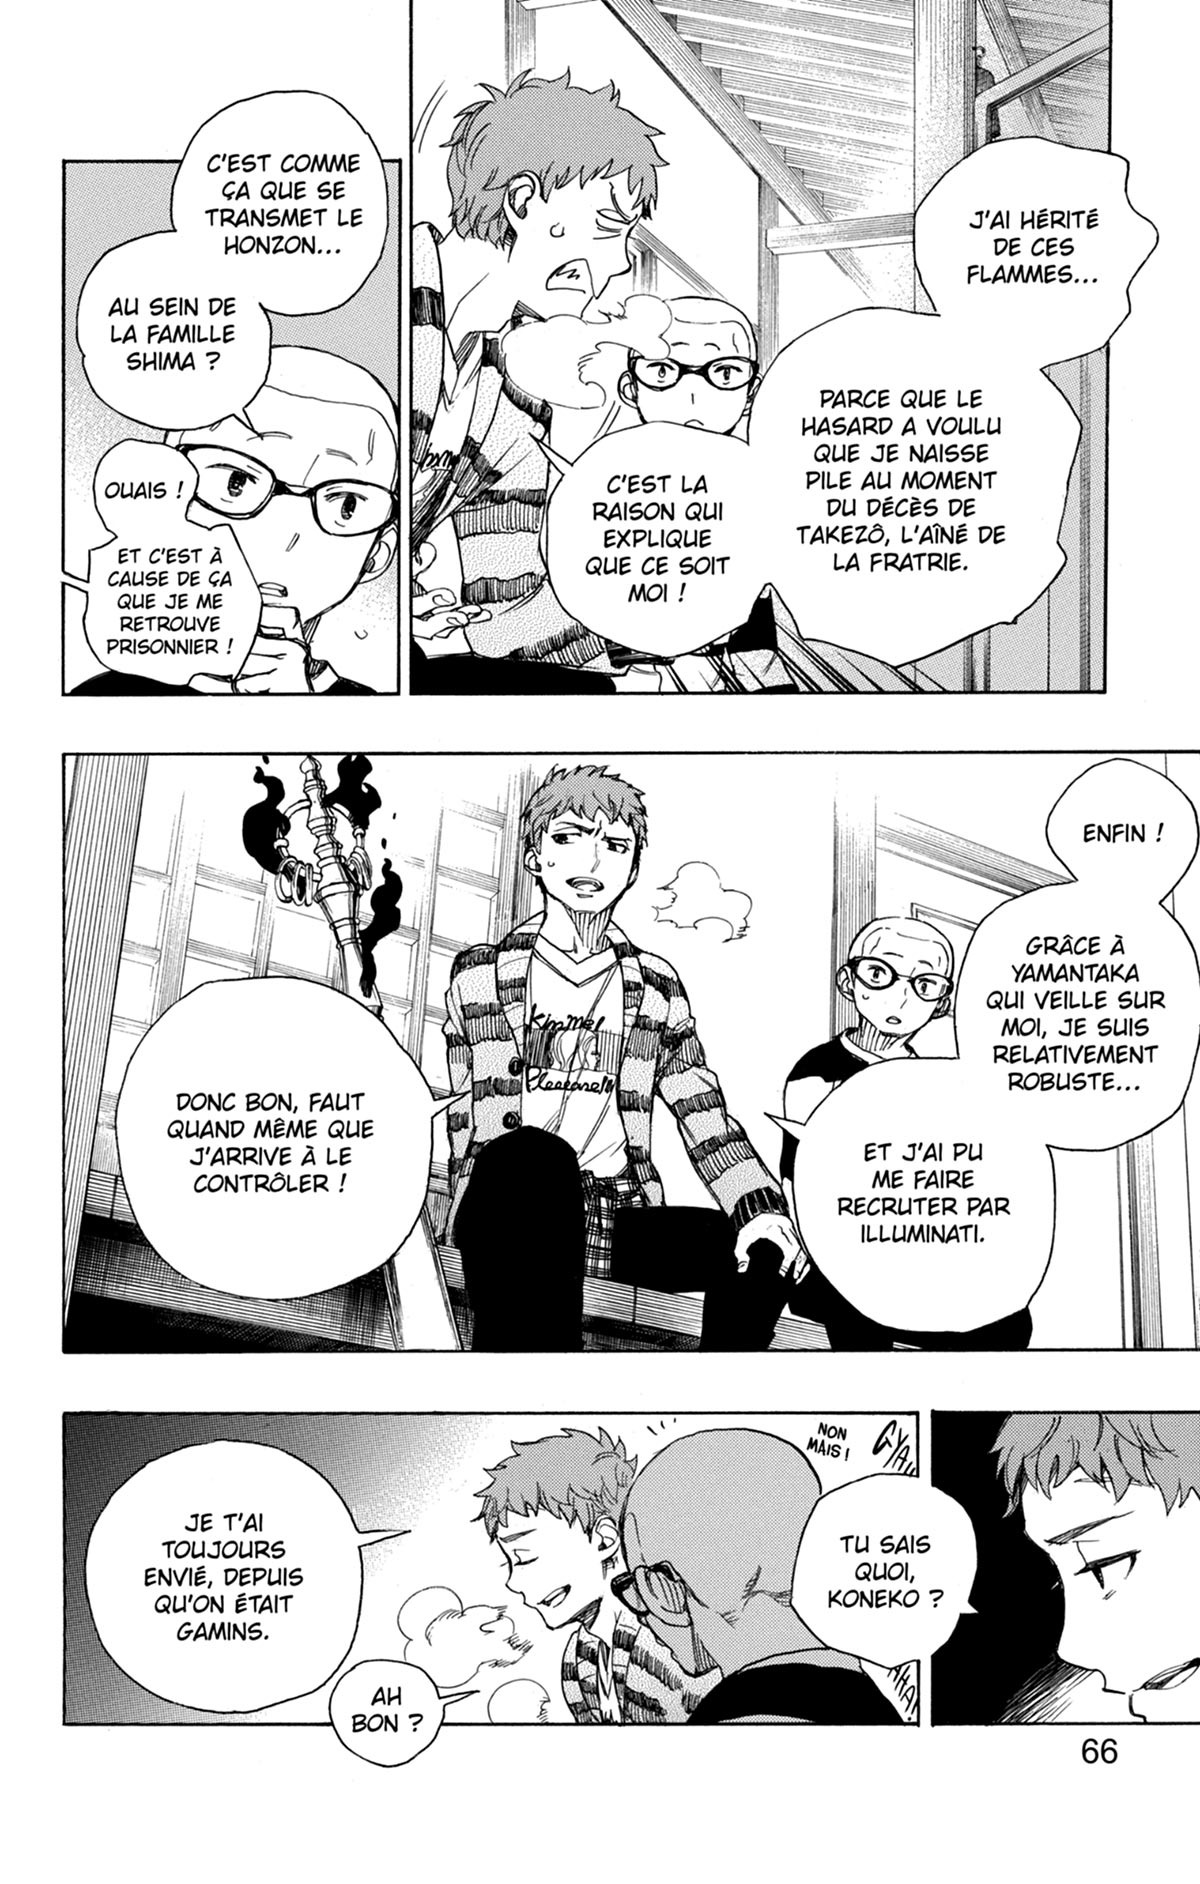 J'AI HÉRITÉ
DE CES
FLAMMES...
PARCE QUE LE
HASARD A VOULU
QUE JE NAISSE
PILE AU MOMENT
DU DÉCÈS DE
TAKEZÔ, L'AÎNÉ DE
LA FRATRIE.
C'EST LA
RAISON QUI
EXPLIQUE
QUE CE SOIT
MOI !
C'EST COMME
ÇA QUE SE
TRANSMET LE
HONZON...
AU SEIN DE
LA FAMILLE
SHIMA ?
OUAIS !
ET C'EST À
CAUSE DE ÇA
QUE JE ME
RETROUVE
PRISONNIER !
ENFIN !
GRÂCE À
YAMANTAKA
QUI VEILLE SUR
MOI, JE SUIS
RELATIVEMENT
ROBUSTE...
ET J'AI PU
ME FAIRE
RECRUTER PAR
ILLUMINATI.
Kiss me!
DONC BON, FAUT
QUAND MÊME QUE
J'ARRIVE À LE
CONTRÔLER !
TU SAIS
QUOI,
KONEKO ?
NON
MAIS !
JE T'AI
TOUJOURS
ENVIÉ, DEPUIS
QU'ON ÉTAIT
GAMINS.
AH
BON ?
66